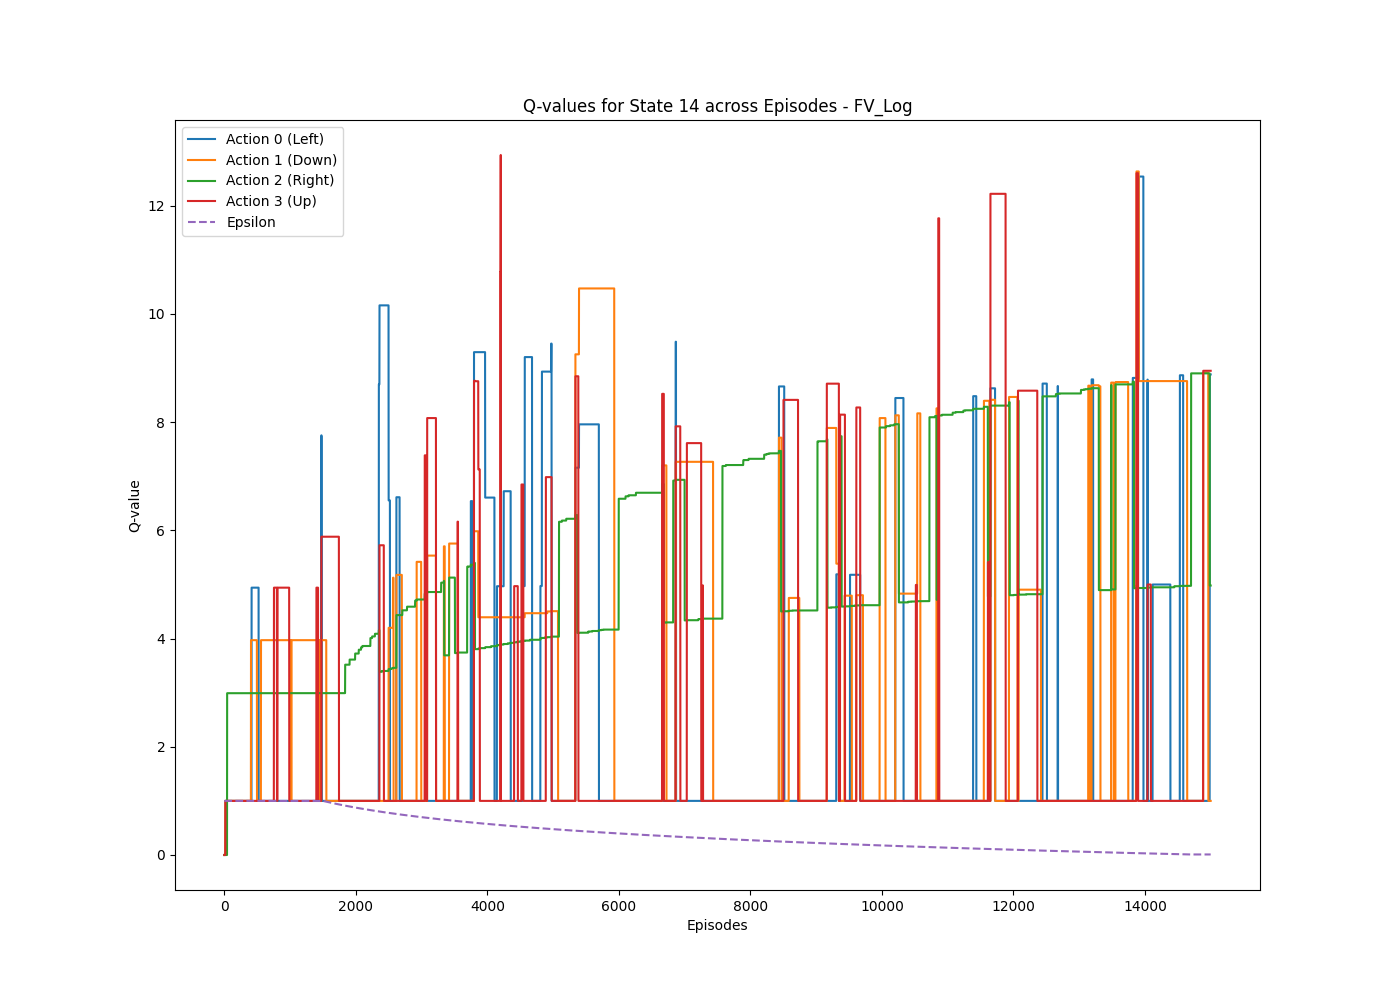 Q-values for State 14 across Episodes - FV_Log
Action 0 (Left)
Action 1 (Down)
Action 2 (Right)
Action 3 (Up)
Epsilon
12
10
8
6
4
2
0
Q-value
0 2000 4000 6000 8000 10000 12000 14000
Episodes